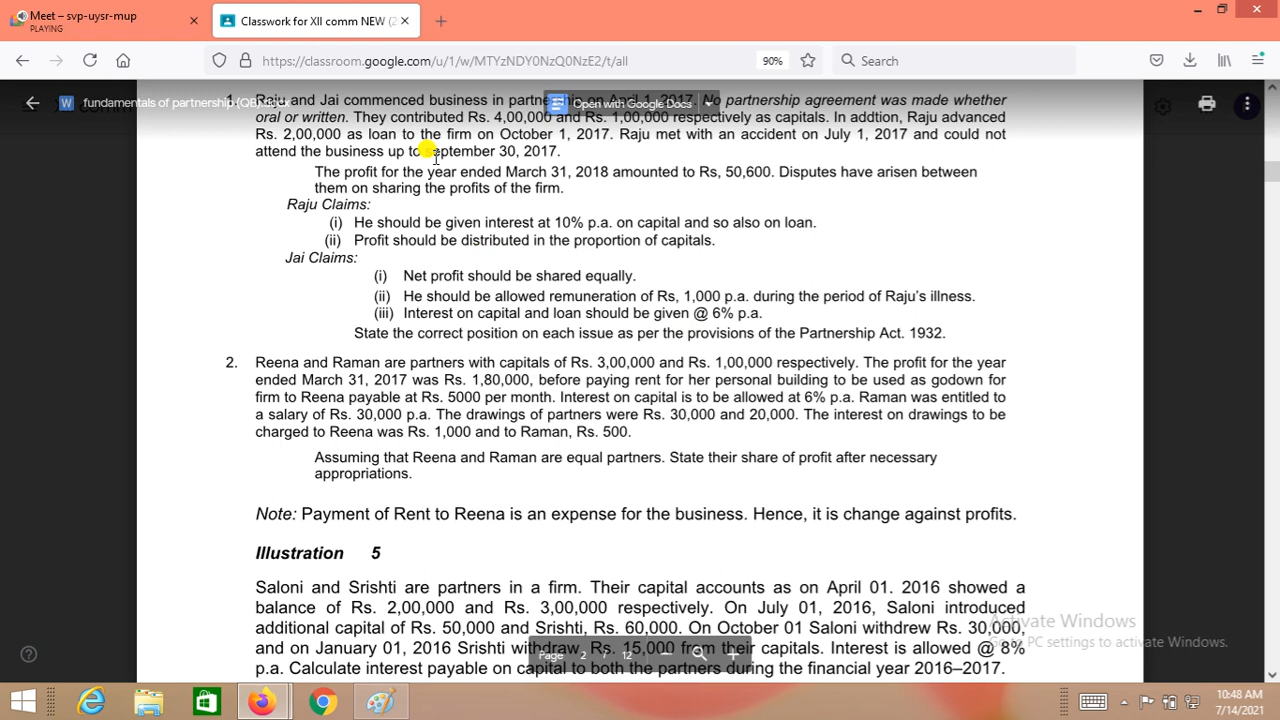 Meet – svp-uysr-mup
PLAYING
Classwork for XII comm NEW (2
https://classroom.google.com/u/1/w/MTYzNDY0NzQ0NzE2/t/all
90%
Search
fundamentals of partnership (QB)
Open with Google Docs
1. Raju and Jai commenced business in partnership on April 1, 2017. No partnership agreement was made whether
oral or written. They contributed Rs. 4,00,000 and Rs. 1,00,000 respectively as capitals. In addtion, Raju advanced
Rs. 2,00,000 as loan to the firm on October 1, 2017. Raju met with an accident on July 1, 2017 and could not
attend the business up to september 30, 2017.
The profit for the year ended March 31, 2018 amounted to Rs, 50,600. Disputes have arisen between
them on sharing the profits of the firm.
Raju Claims:
(i) He should be given interest at 10% p.a. on capital and so also on loan.
(ii) Profit should be distributed in the proportion of capitals.
Jai Claims:
(i) Net profit should be shared equally.
(ii) He should be allowed remuneration of Rs, 1,000 p.a. during the period of Raju's illness.
(iii) Interest on capital and loan should be given @ 6% p.a.
State the correct position on each issue as per the provisions of the Partnership Act. 1932.
2. Reena and Raman are partners with capitals of Rs. 3,00,000 and Rs. 1,00,000 respectively. The profit for the year
ended March 31, 2017 was Rs. 1,80,000, before paying rent for her personal building to be used as godown for
firm to Reena payable at Rs. 5000 per month. Interest on capital is to be allowed at 6% p.a. Raman was entitled to
a salary of Rs. 30,000 p.a. The drawings of partners were Rs. 30,000 and 20,000. The interest on drawings to be
charged to Reena was Rs. 1,000 and to Raman, Rs. 500.
Assuming that Reena and Raman are equal partners. State their share of profit after necessary
appropriations.
Note: Payment of Rent to Reena is an expense for the business. Hence, it is change against profits.
Illustration 5
Saloni and Srishti are partners in a firm. Their capital accounts as on April 01. 2016 showed a
balance of Rs. 2,00,000 and Rs. 3,00,000 respectively. On July 01, 2016, Saloni introduced
additional capital of Rs. 50,000 and Srishti, Rs. 60,000. On October 01 Saloni withdrew Rs. 30,000,
and on January 01, 2016 Srishti withdraw Rs. 15,000 from their capitals. Interest is allowed @ 8%
p.a. Calculate interest payable on capital to both the partners during the financial year 2016–2017.
Page 2 / 12
Activate Windows
Go to PC settings to activate Windows.
10:48 AM
7/14/2021